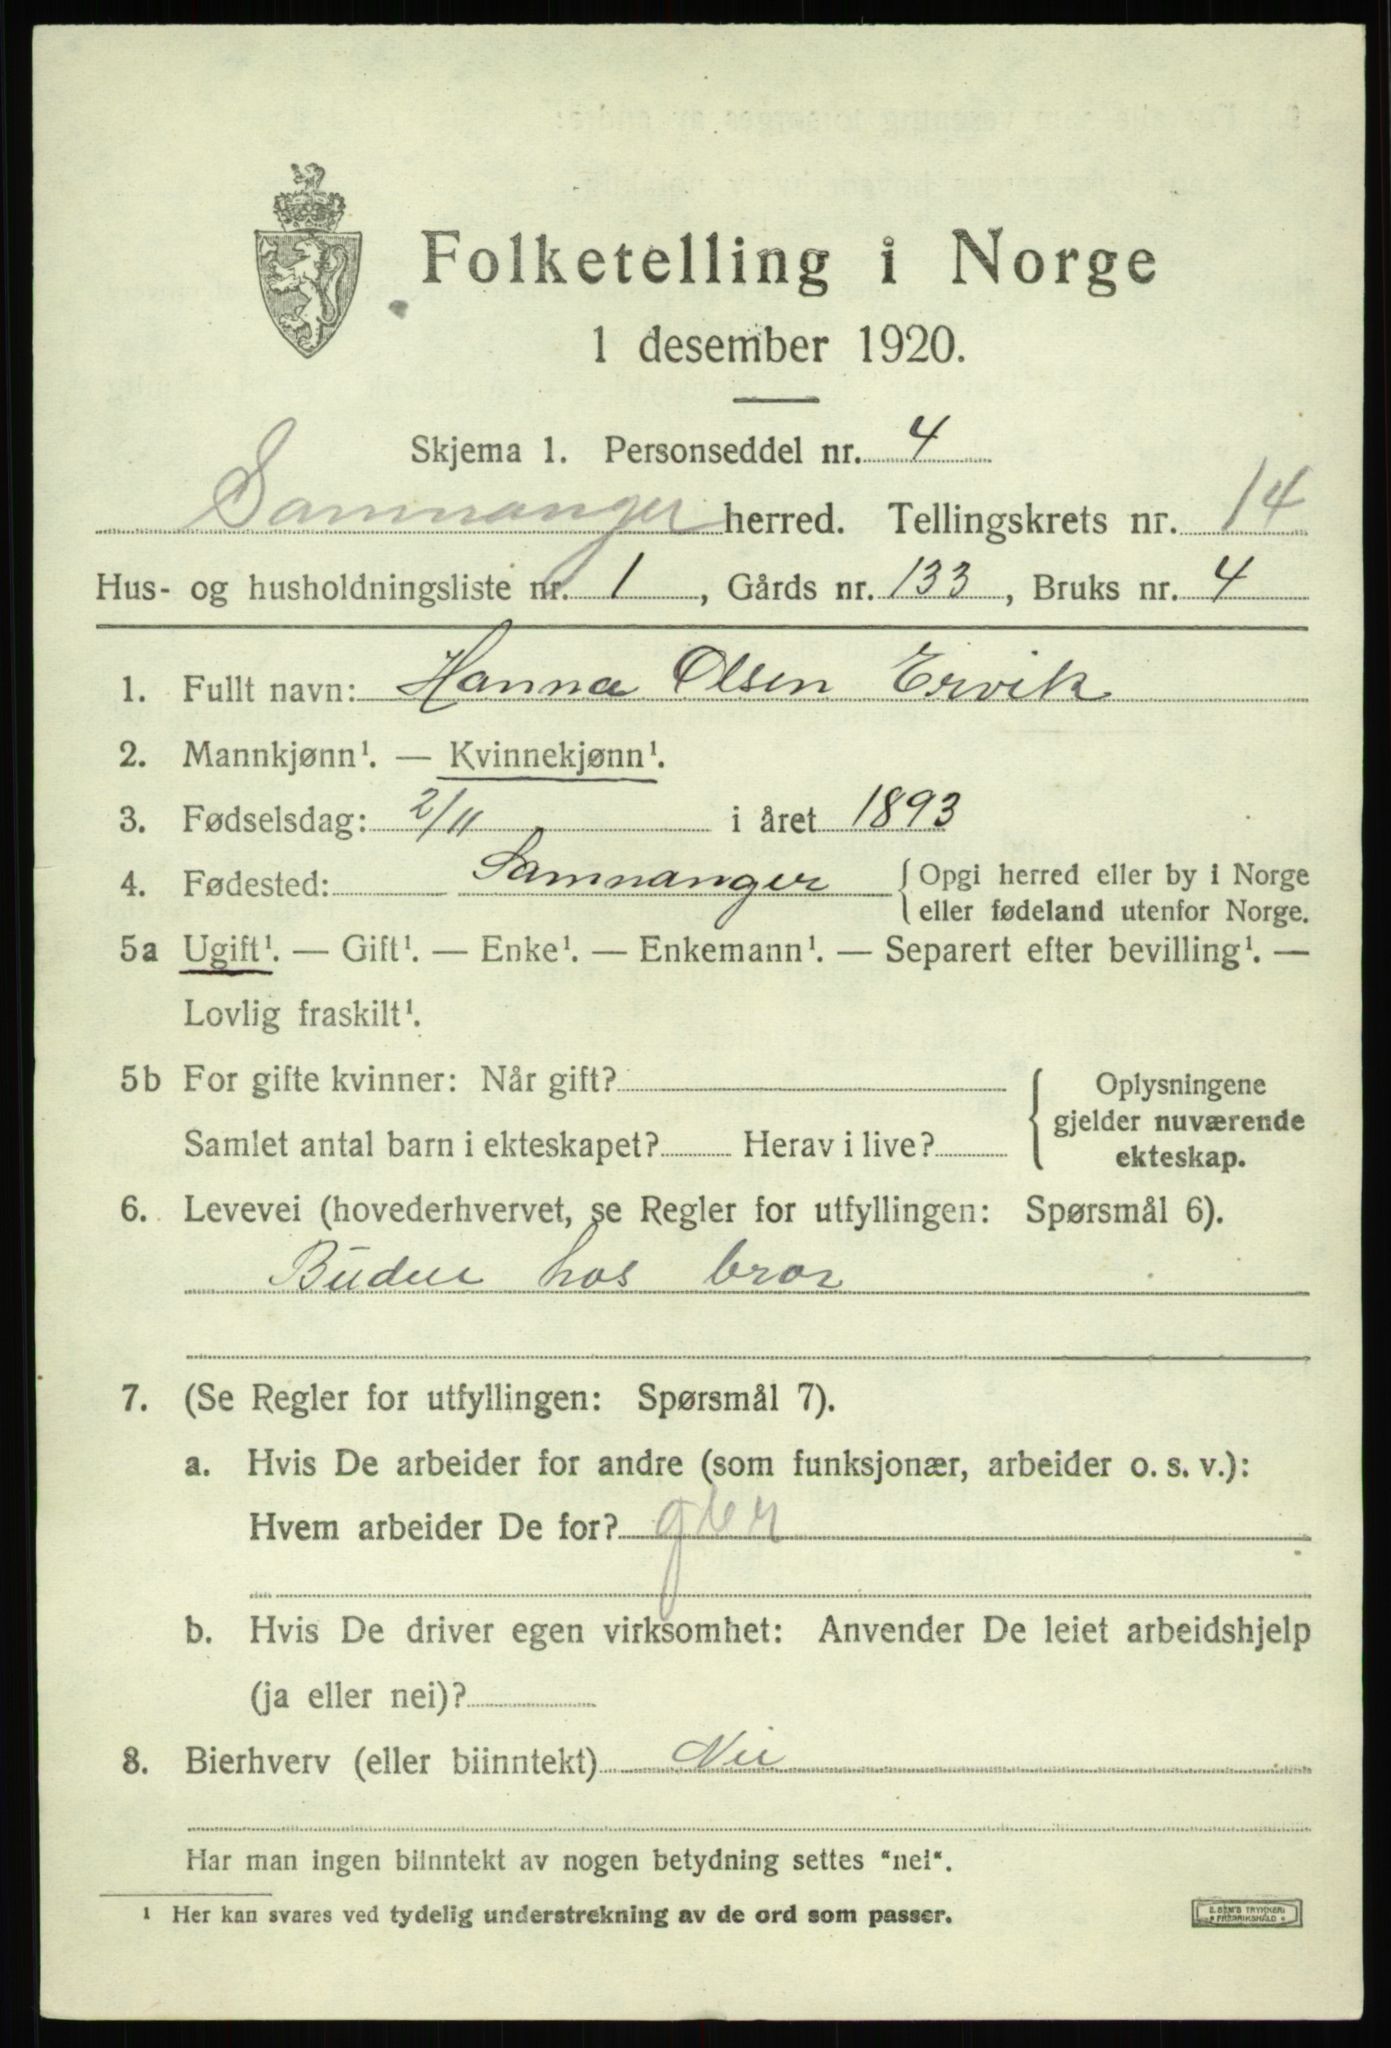 Folketelling i Norge
1 desember 1920.
Skjema 1. Personseddel nr. 4
Samnanger herred. Tellingskrets nr. 14
Hus- og husholdningsliste nr. 1, Gårds nr. 133, Bruks nr. 4
1. Fullt navn: Hanna Olsen Ervik
2. Mannkjønn¹. — Kvinnekjønn¹.
3. Fødselsdag: 2/11 i året 1893
4. Fødested: Samnanger { Opgi herred eller by i Norge
eller fødeland utenfor Norge.
5a Ugift¹. — Gift¹. — Enke¹. — Enkemann¹. — Separert efter bevilling¹. —
Lovlig fraskilt¹.
5b For gifte kvinner: Når gift?
Samlet antal barn i ekteskapet? Herav i live?
{ Oplysningene
gjelder nuværende
ekteskap.
6. Levevei (hovederhvervet, se Regler for utfyllingen: Spørsmål 6).
Budeie hos bror
7. (Se Regler for utfyllingen: Spørsmål 7).
a. Hvis De arbeider for andre (som funksjonær, arbeider o. s. v.):
Hvem arbeider De for?
b. Hvis De driver egen virksomhet: Anvender De leiet arbeidshjelp
(ja eller nei)?
8. Bierhverv (eller biinntekt) Nei
Har man ingen biinntekt av nogen betydning settes "nei".
¹ Her kan svares ved tydelig understrekning av de ord som passer.